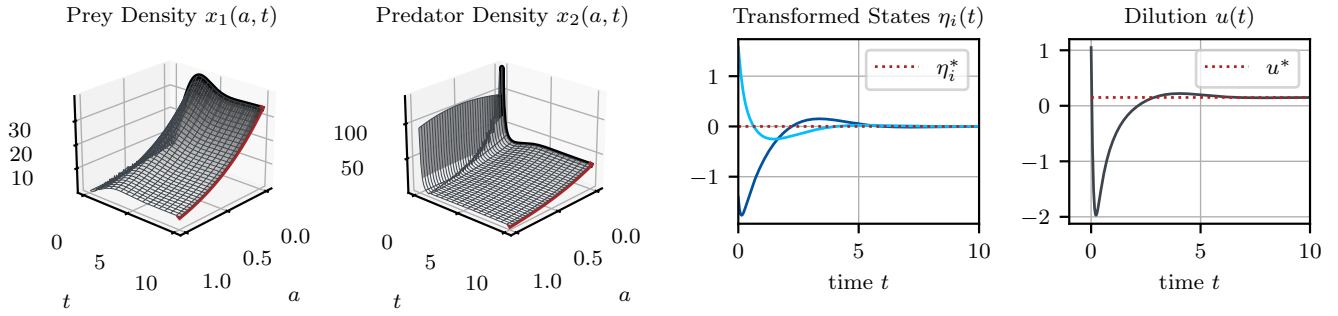 Prey Density x₁(a, t)
30
20
10
0
5
10
t
0.0
0.5
1.0
a
Predator Density x₂(a, t)
100
50
0
5
10
t
0.0
0.5
1.0
a
Transformed States ηᵢ(t)
ηᵢ*
1
0
−1
0
5
10
time t
Dilution u(t)
u*
1
0
−1
−2
0
5
10
time t